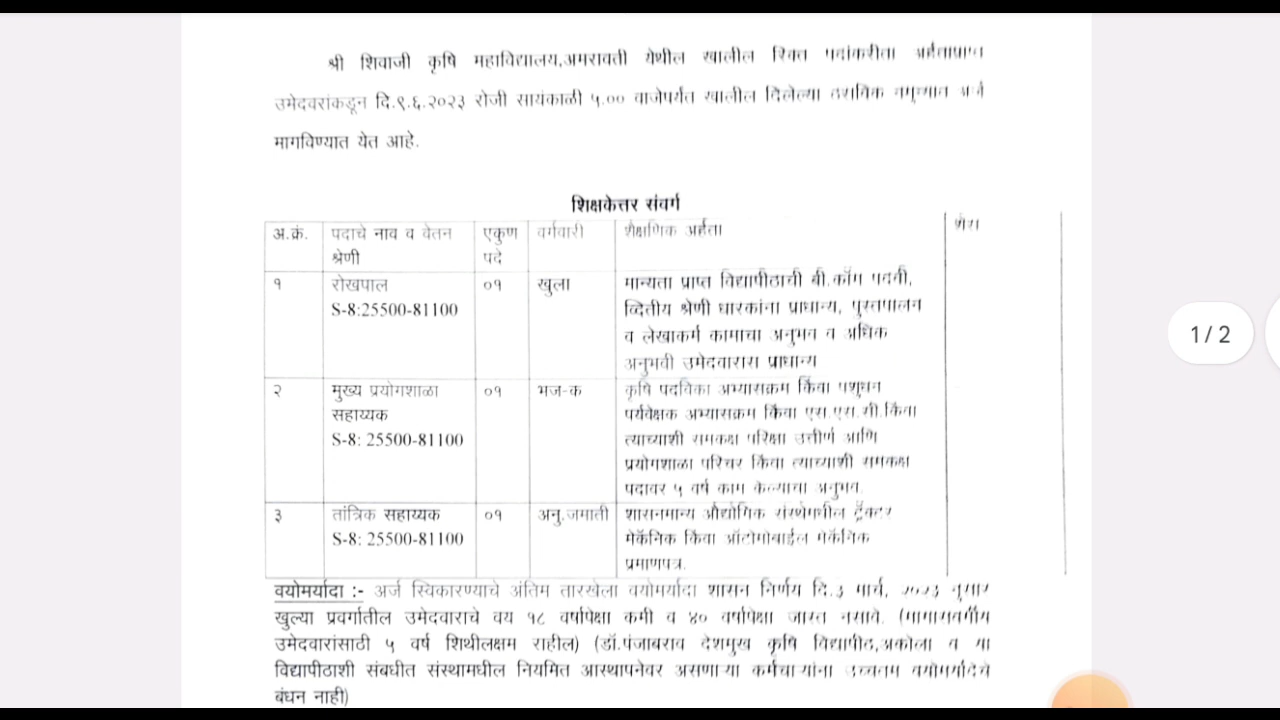 श्री शिवाजी कृषि महाविद्यालय,अमरावती येथील खालील रिक्त पदांकरीता अर्हताप्राप्त
उमेदवरांकडून दि.९.६.२०२३ रोजी सायंकाळी ५.०० वाजेपर्यंत खालील दिलेल्या ठराविक नमुन्यात अर्ज
मागविण्यात येत आहे.
शिक्षकेत्तर संवर्ग
अ.क्रं. पदाचे नाव व वेतन श्रेणी एकुण पदे वर्गवारी शैक्षणिक अर्हता शेरा
१ रोखपाल ०१ खुला मान्यता प्राप्त विद्यापीठाची बी.कॉम पदवी,
S-8:25500-81100 व्दितीय श्रेणी धारकांना प्राधान्य, पुस्तपालन
व लेखाकर्म कामाचा अनुभव व अधिक
अनुभवी उमेदवारास प्राधान्य
२ मुख्य प्रयोगशाळा ०१ भज-क कृषि पदविका अभ्यासक्रम किंवा पशुधन
सहाय्यक पर्यवेक्षक अभ्यासक्रम किंवा एस.एस.सी.किंवा
S-8: 25500-81100 त्याच्याशी समकक्ष परिक्षा उत्तीर्ण आणि
प्रयोगशाळा परिचर किंवा त्याच्याशी समकक्ष
पदावर ५ वर्ष काम केल्याचा अनुभव.
३ तांत्रिक सहाय्यक ०१ अनु.जमाती शासनमान्य औद्योगिक संस्थेमधील ट्रॅक्टर
S-8: 25500-81100 मेकॅनिक किंवा ऑटोमोबाईल मेकॅनिक
प्रमाणपत्र.
वयोमर्यादा :- अर्ज स्विकारण्याचे अंतिम तारखेला वयोमर्यादा शासन निर्णय दि.३ मार्च, २०२३ नुसार
खुल्या प्रवर्गातील उमेदवाराचे वय १८ वर्षापेक्षा कमी व ४० वर्षापेक्षा जास्त नसावे. (मागासवर्गीय
उमेदवारांसाठी ५ वर्ष शिथीलक्षम राहील) (डॉ.पंजाबराव देशमुख कृषि विद्यापीठ,अकोला व या
विद्यापीठाशी संबधीत संस्थामधील नियमित आस्थापनेवर असणाऱ्या कर्मचाऱ्यांना उच्चतम वयोमर्यादेचे
बंधन नाही)
1/2